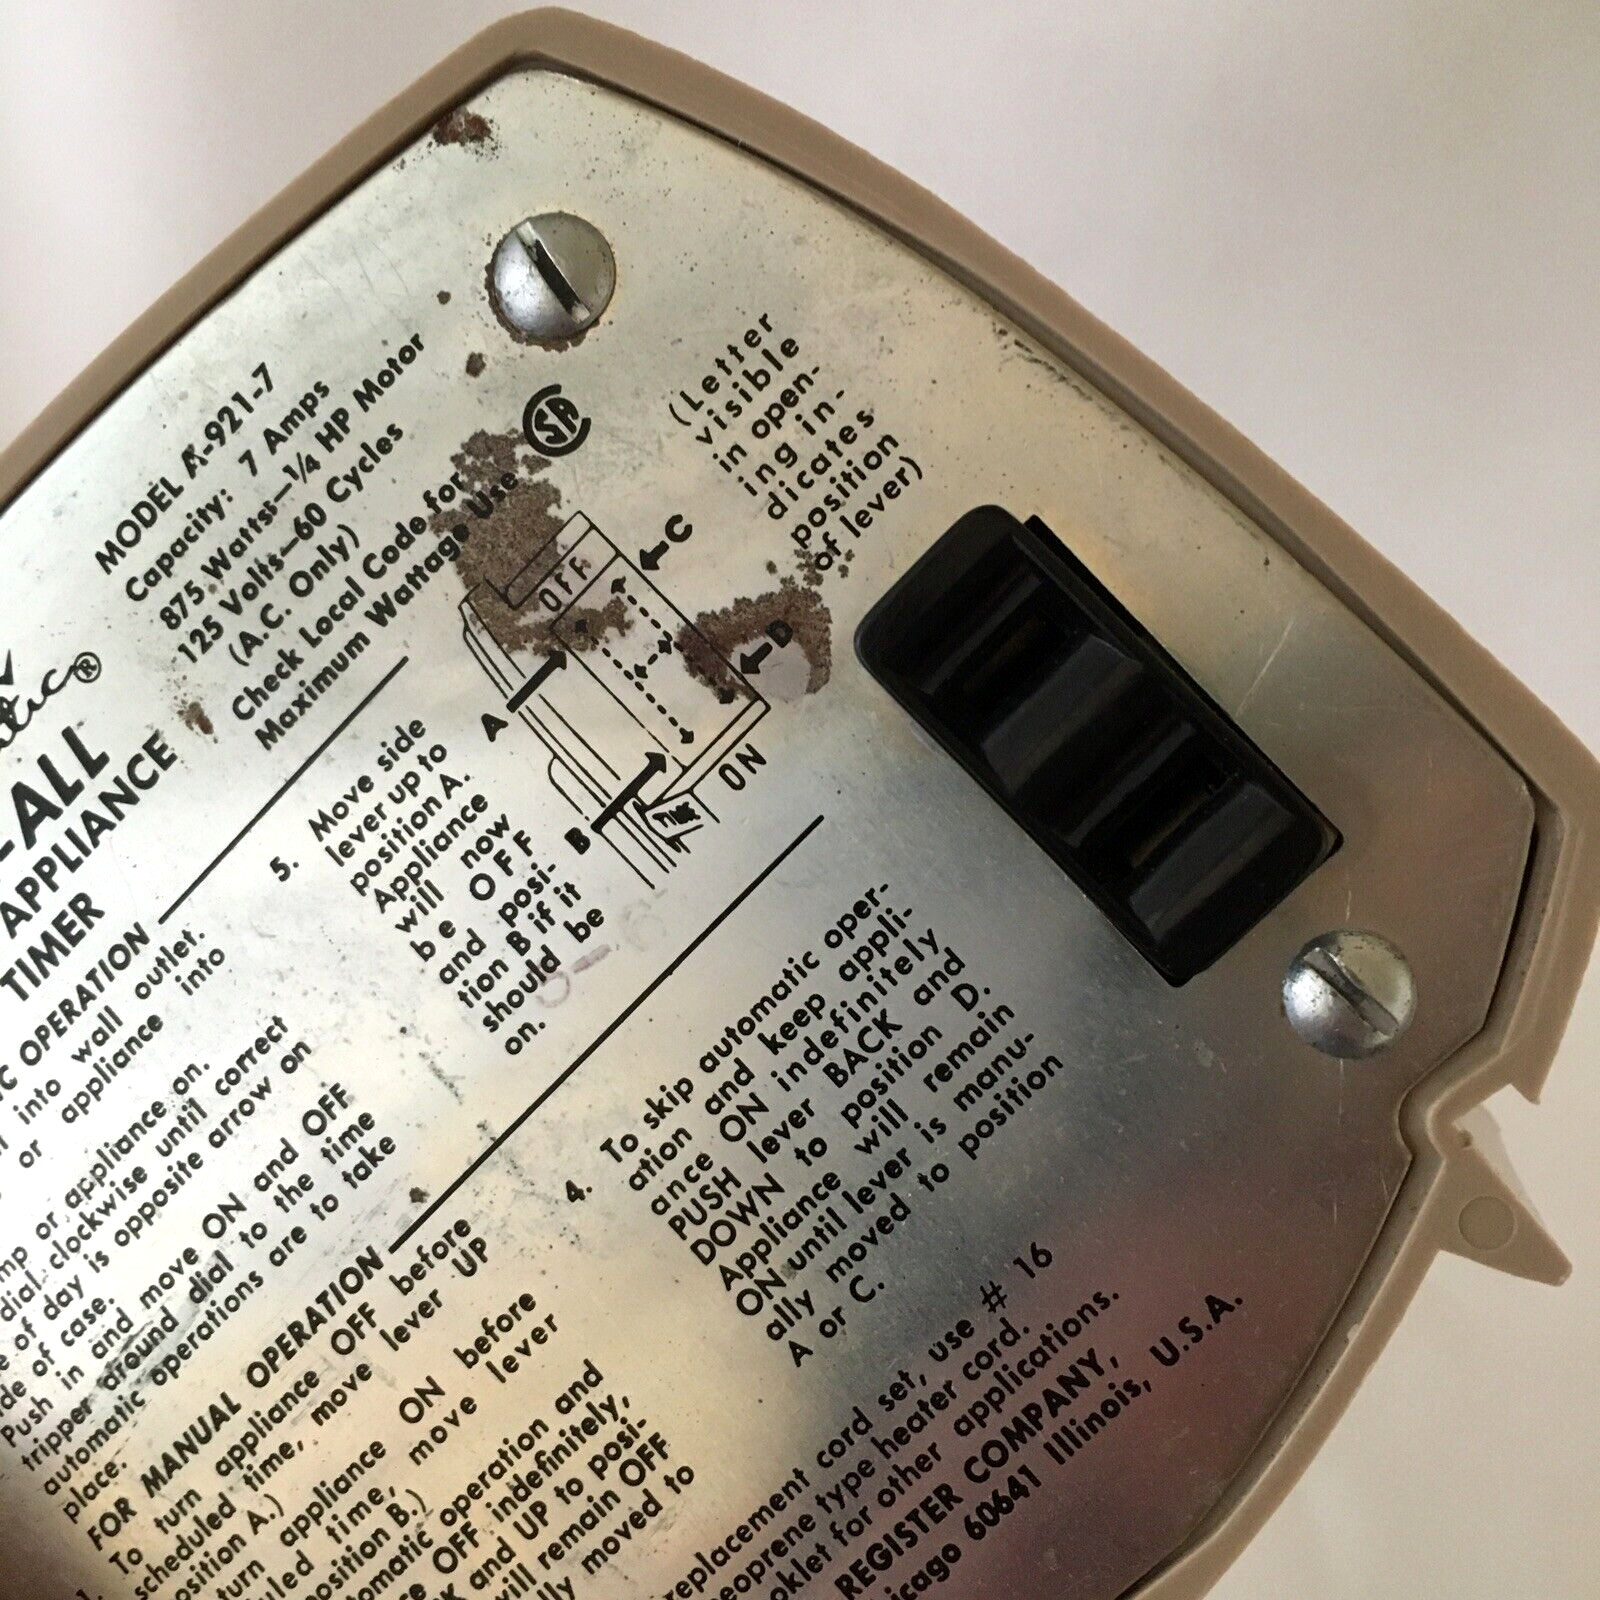 MODEL A-921-7
Capacity: 7 Amps
875 Watts—1/4 HP Motor
125 Volts—60 Cycles
(A.C. Only)
Check Local Code for
Maximum Wattage Use
SA
®
-ALL
APPLIANCE
TIMER
OPERATION
into wall outlet.
or appliance into
or appliance on.
dial clockwise until correct
of day is opposite arrow on
of case.
Push in and move ON and OFF
tripper around dial to the time
automatic operations are to take
place.
5. Move side
lever up to
position A.
Appliance
will now
be OFF
and posi-
tion B if it
should be
on.
(Letter
visible
in open-
ing in-
dicates
position
of lever)
OFF
C
D
A
B
TIME
ON
FOR MANUAL OPERATION
1. To turn appliance OFF before
scheduled time, move lever UP
position A.)
turn appliance ON before
time, move lever
position B.)
operation and
OFF indefinitely,
and UP to posi-
will remain OFF
moved to
4. To skip automatic oper-
ation and keep appli-
ance ON indefinitely
PUSH lever BACK and
DOWN to position D.
Appliance will remain
ON until lever is manu-
ally moved to position
A or C.
replacement cord set, use # 16
type heater cord.
for other applications.
REGISTER COMPANY,
60641 Illinois, U.S.A.